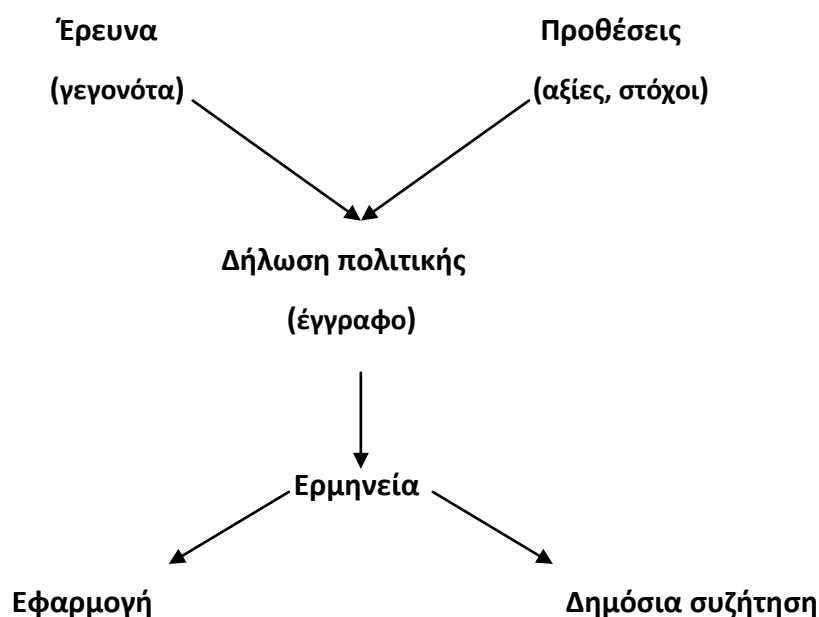 Έρευνα
Προθέσεις
(γεγονότα)
(αξίες, στόχοι)
Δήλωση πολιτικής
(έγγραφο)
Ερμηνεία
Εφαρμογή
Δημόσια συζήτηση